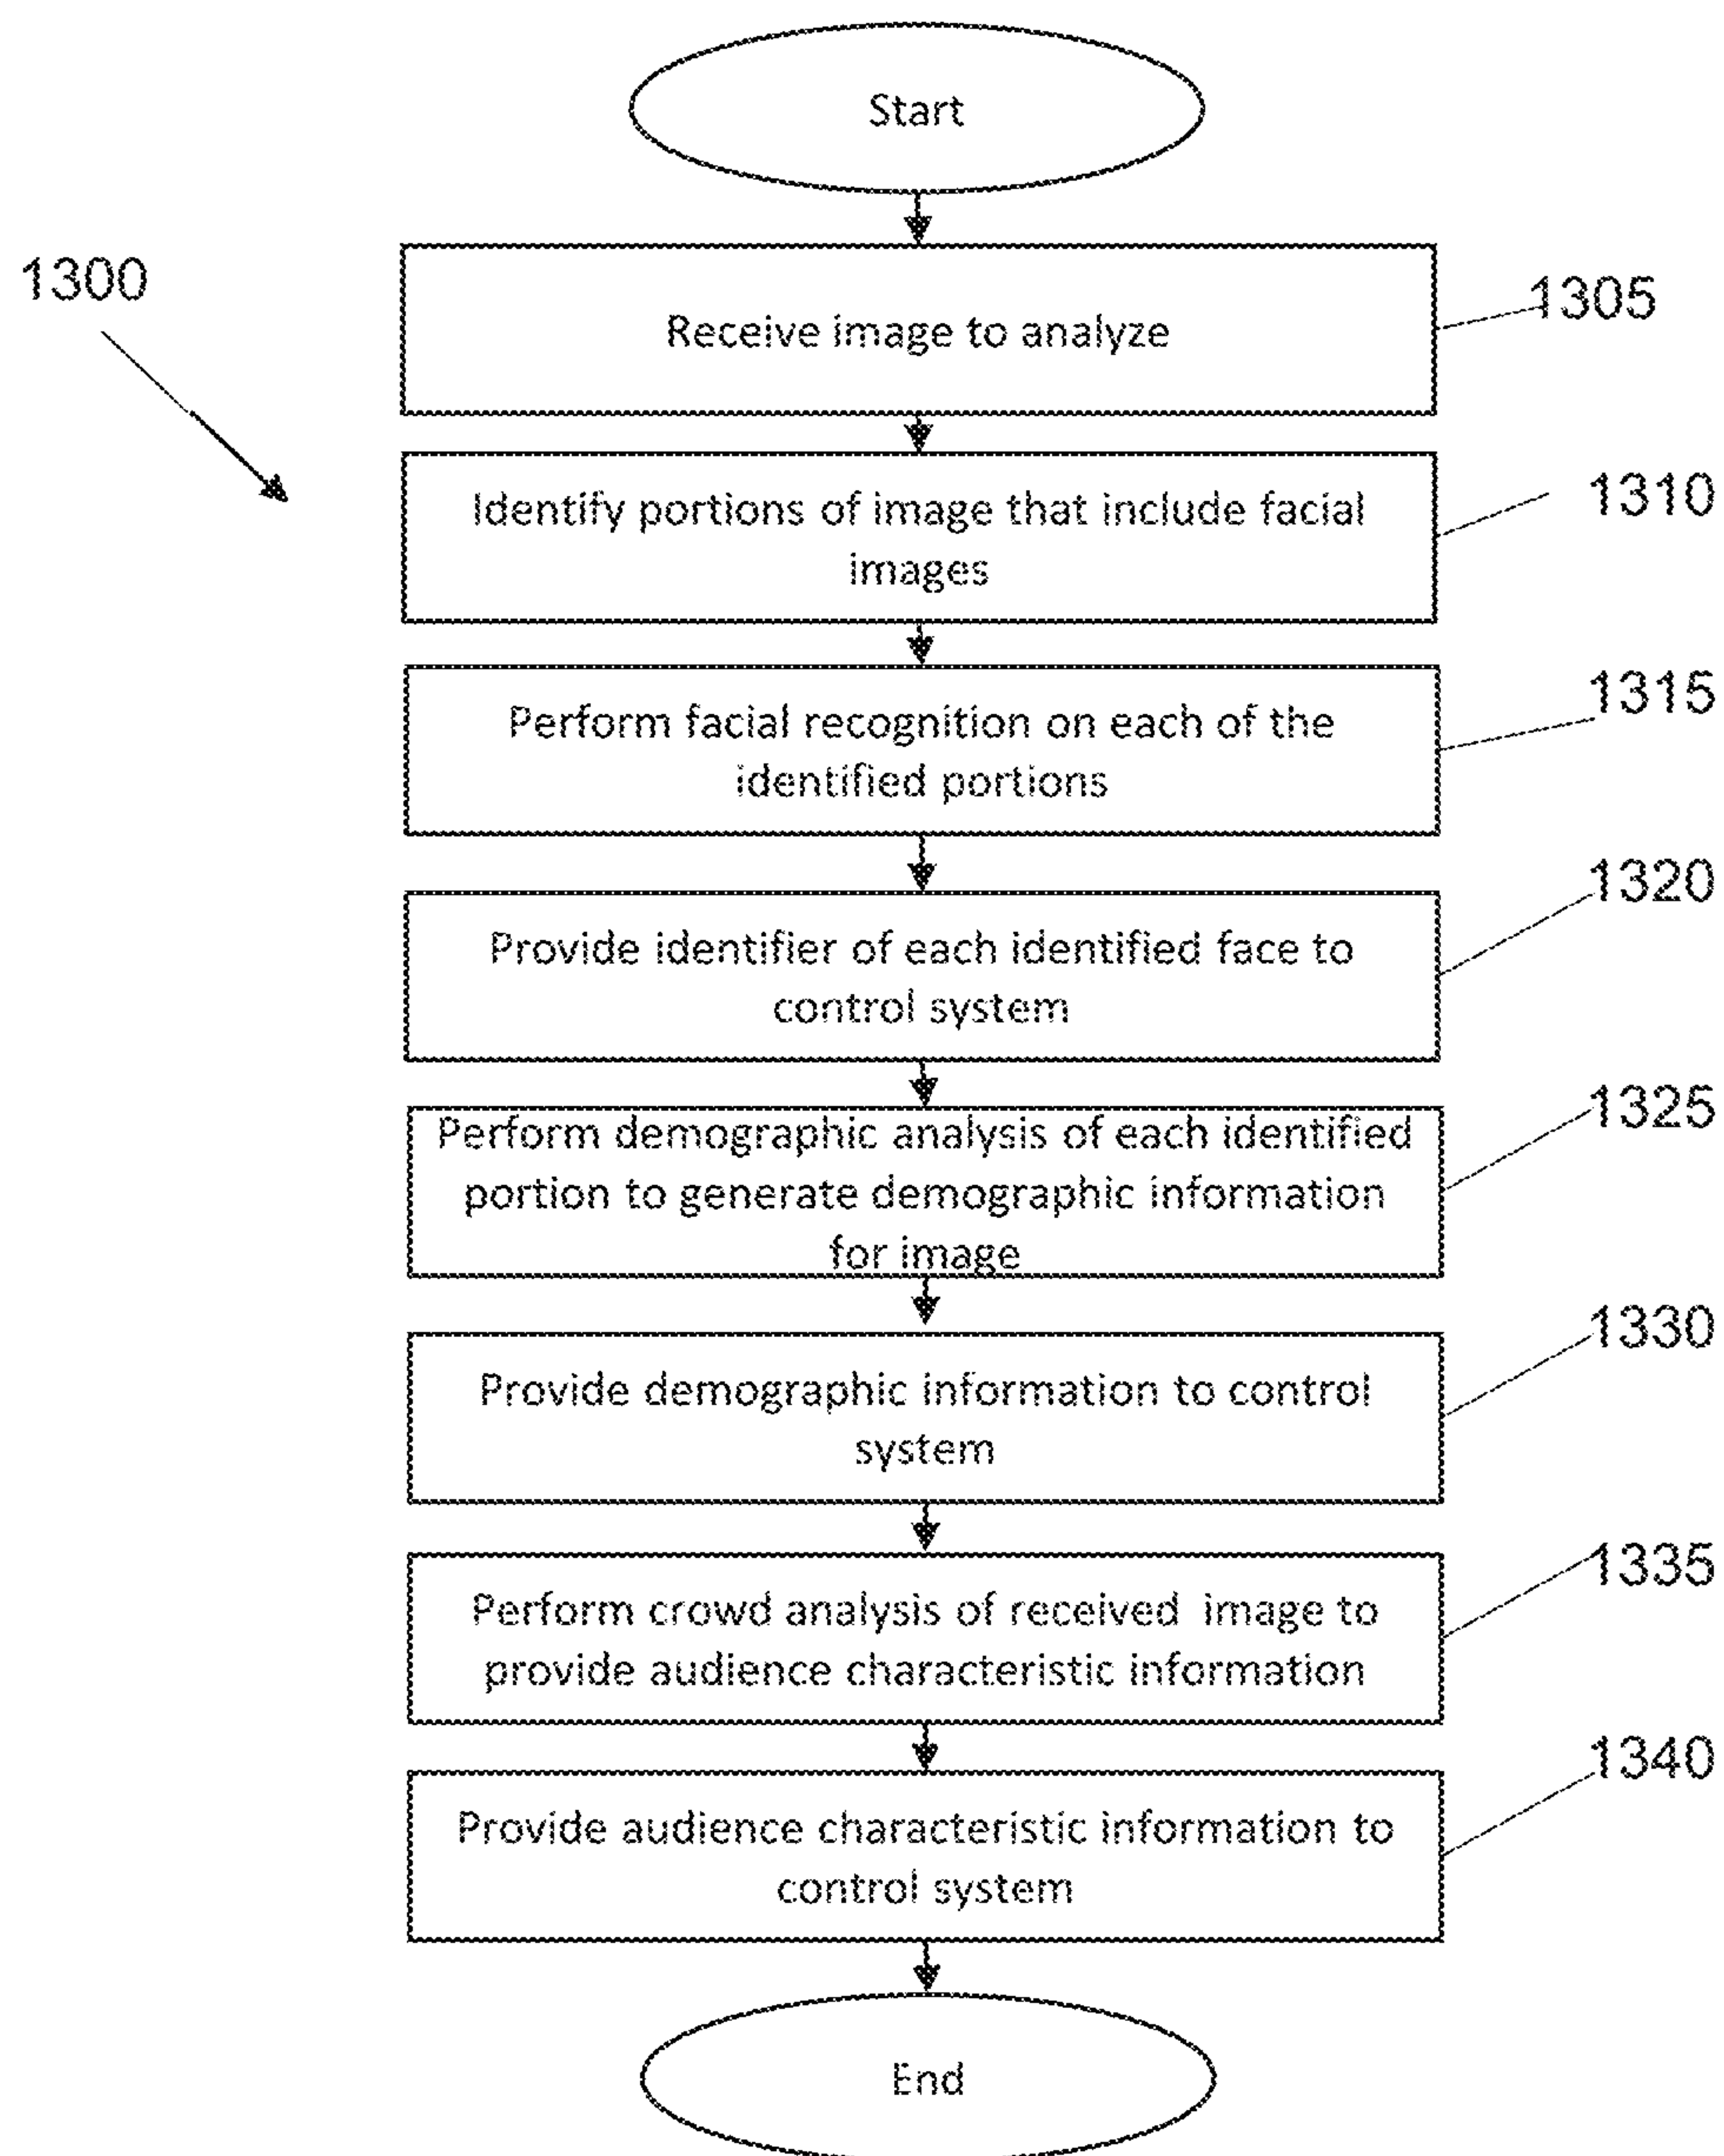 Start
1300
Receive image to analyze
1305
Identify portions of image that include facial
images
1310
Perform facial recognition on each of the
identified portions
1315
Provide identifier of each identified face to
control system
1320
Perform demographic analysis of each identified
portion to generate demographic information
for image
1325
Provide demographic information to control
system
1330
Perform crowd analysis of received image to
provide audience characteristic information
1335
Provide audience characteristic information to
control system
1340
End